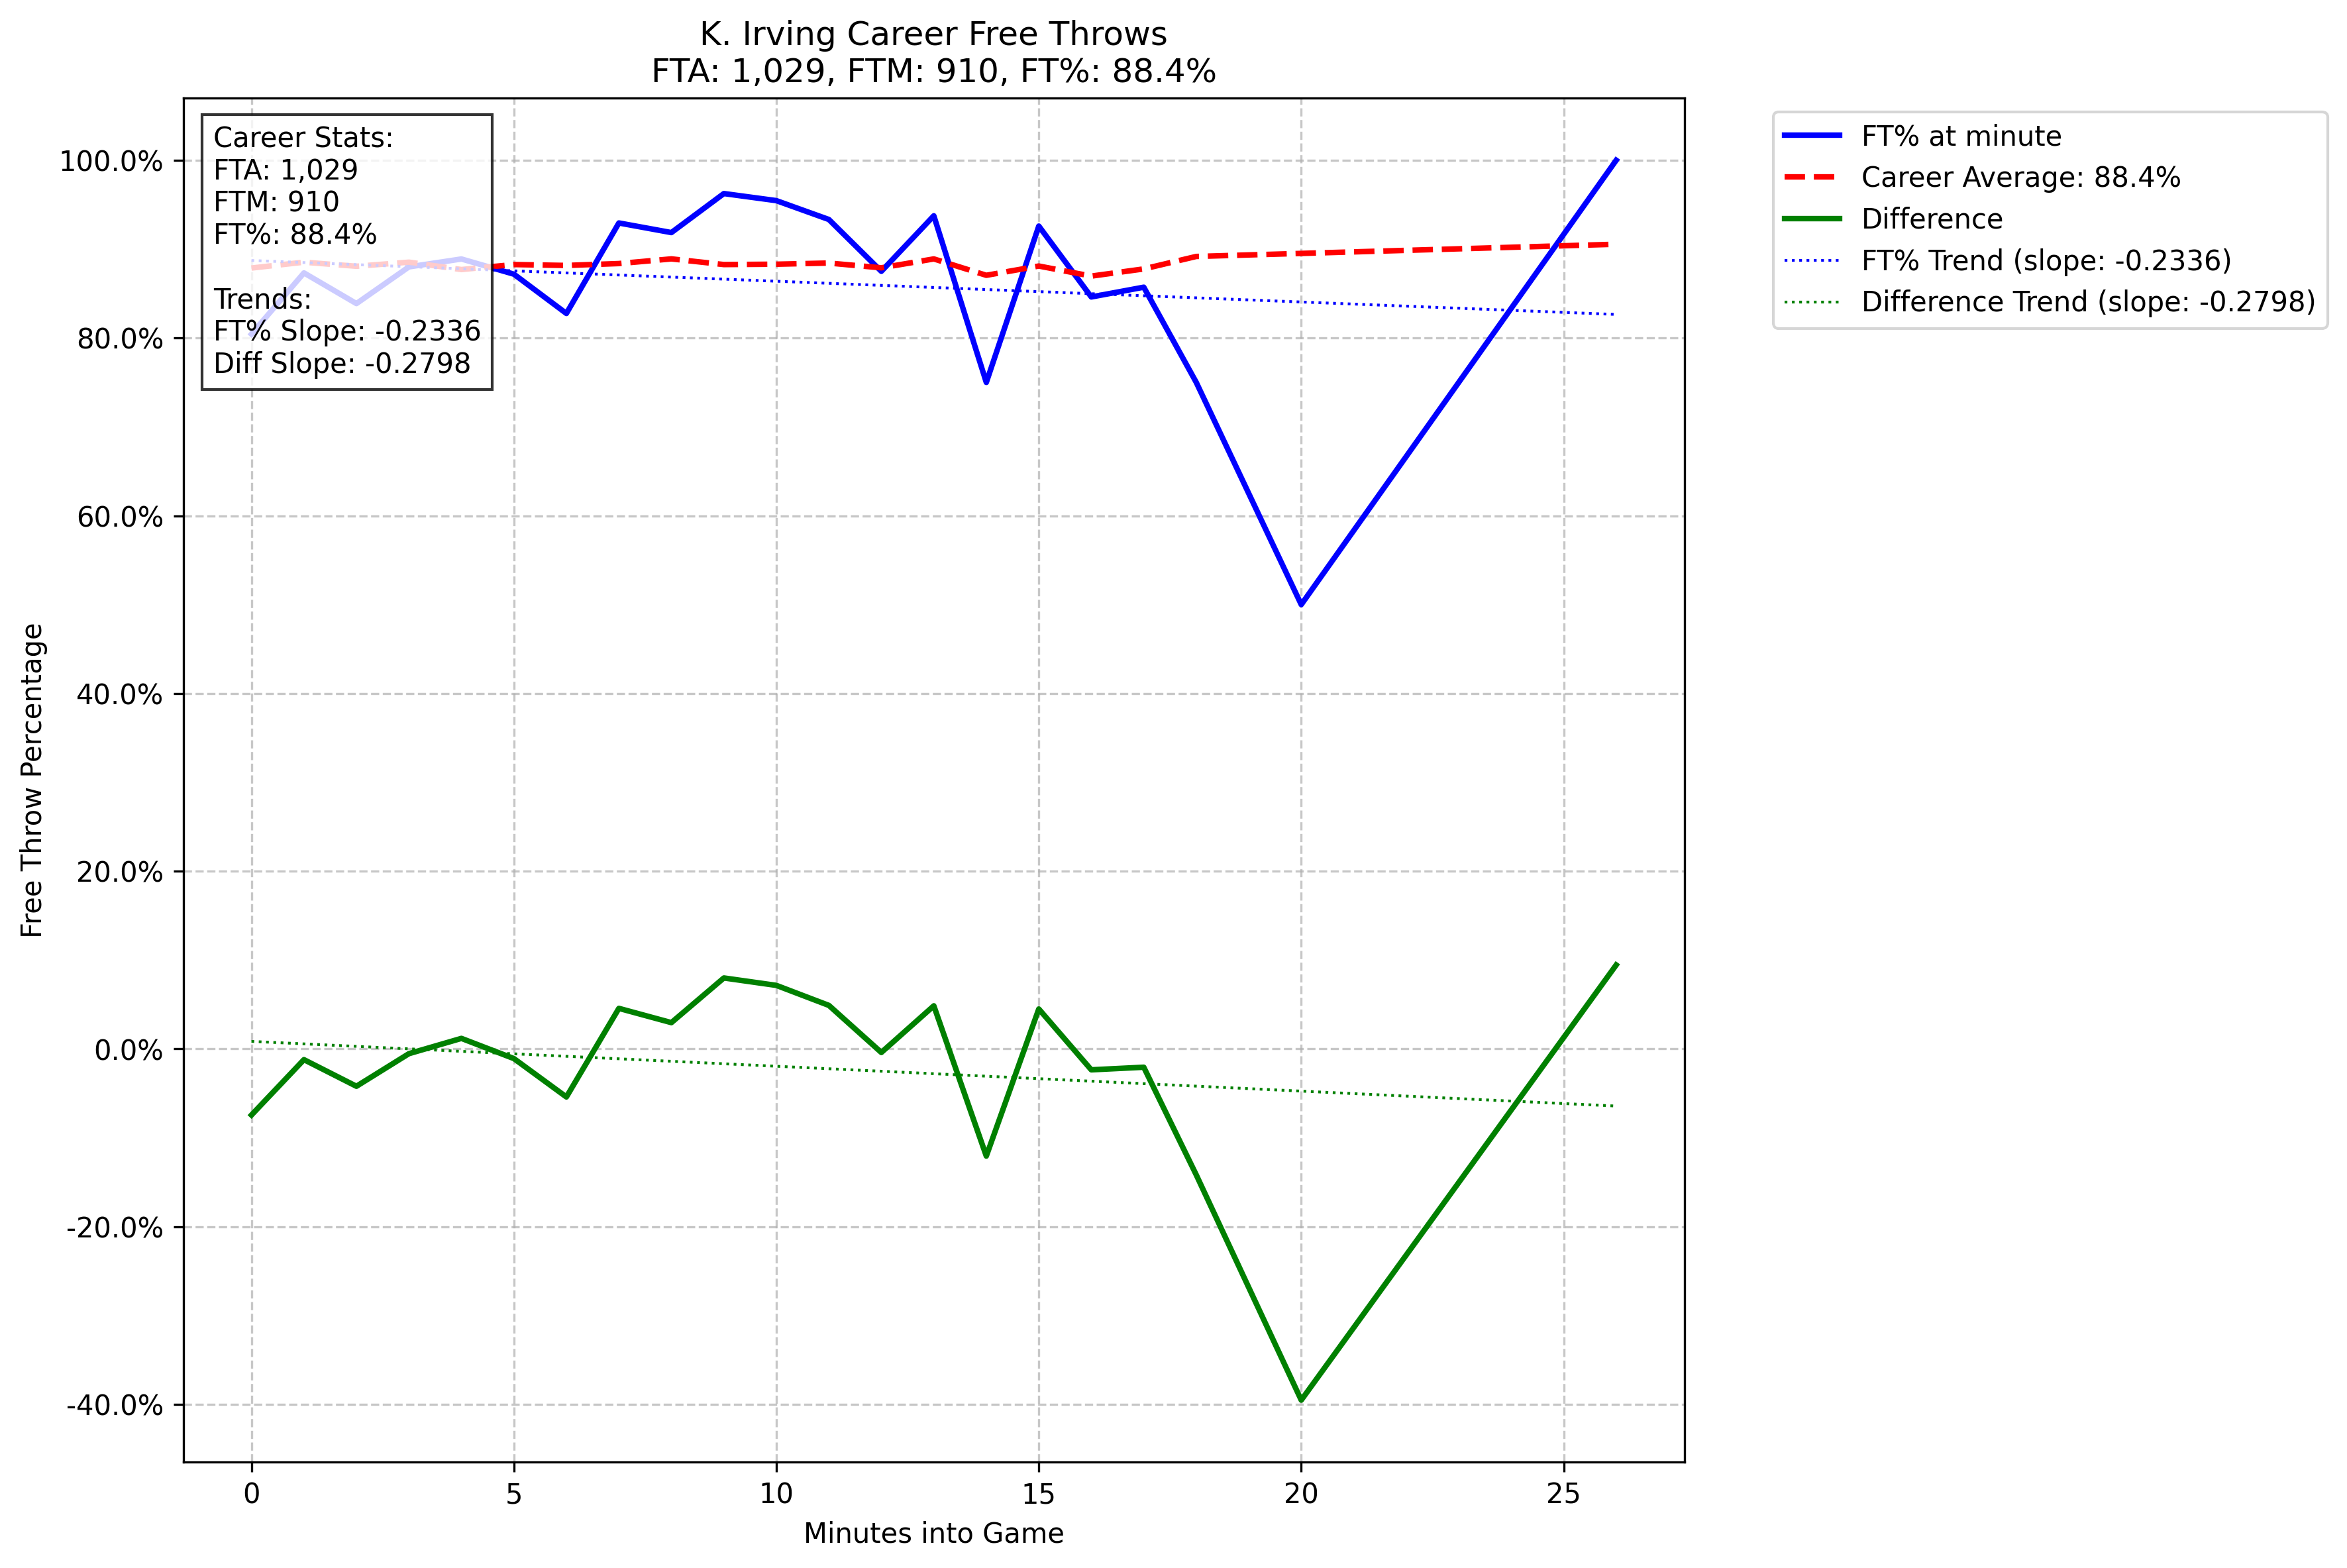 K. Irving Career Free Throws
FTA: 1,029, FTM: 910, FT%: 88.4%
Career Stats:
FTA: 1,029
FTM: 910
FT%: 88.4%
Trends:
FT% Slope: -0.2336
Diff Slope: -0.2798
FT% at minute
Career Average: 88.4%
Difference
FT% Trend (slope: -0.2336)
Difference Trend (slope: -0.2798)
Free Throw Percentage
100.0%
80.0%
60.0%
40.0%
20.0%
0.0%
-20.0%
-40.0%
0 5 10 15 20 25
Minutes into Game